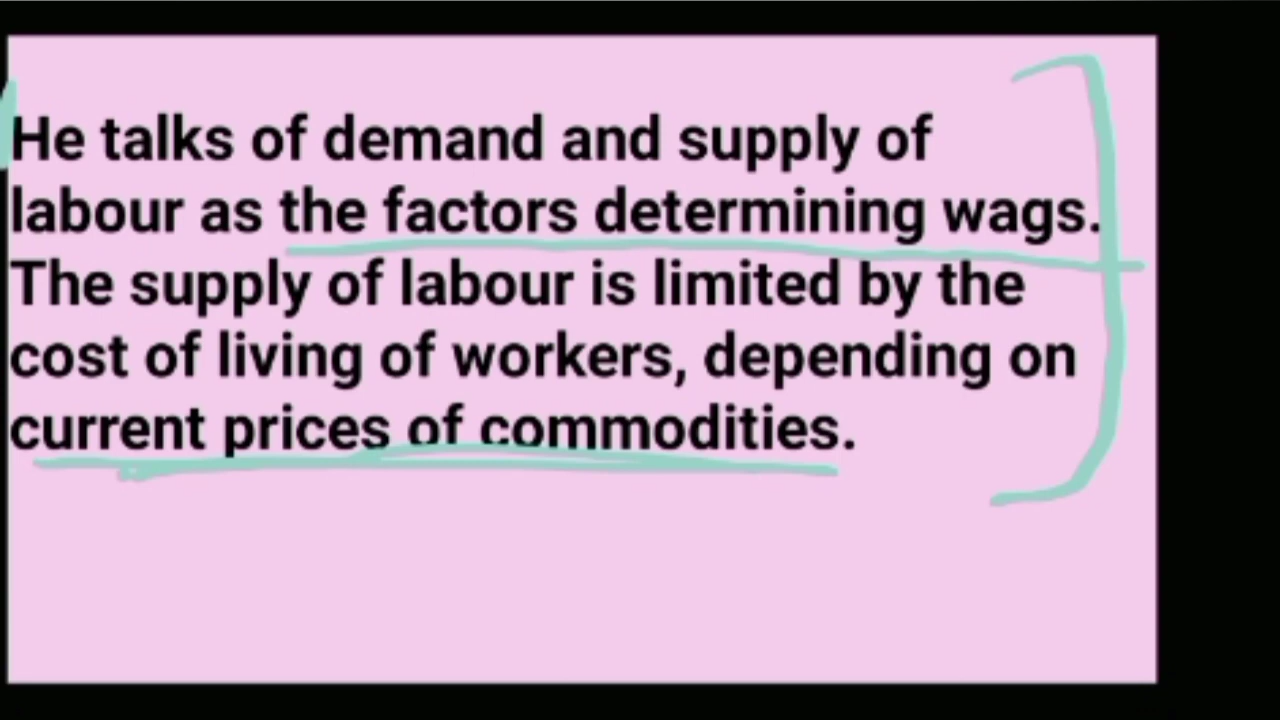 He talks of demand and supply of
labour as the factors determining wags.
The supply of labour is limited by the
cost of living of workers, depending on
current prices of commodities.